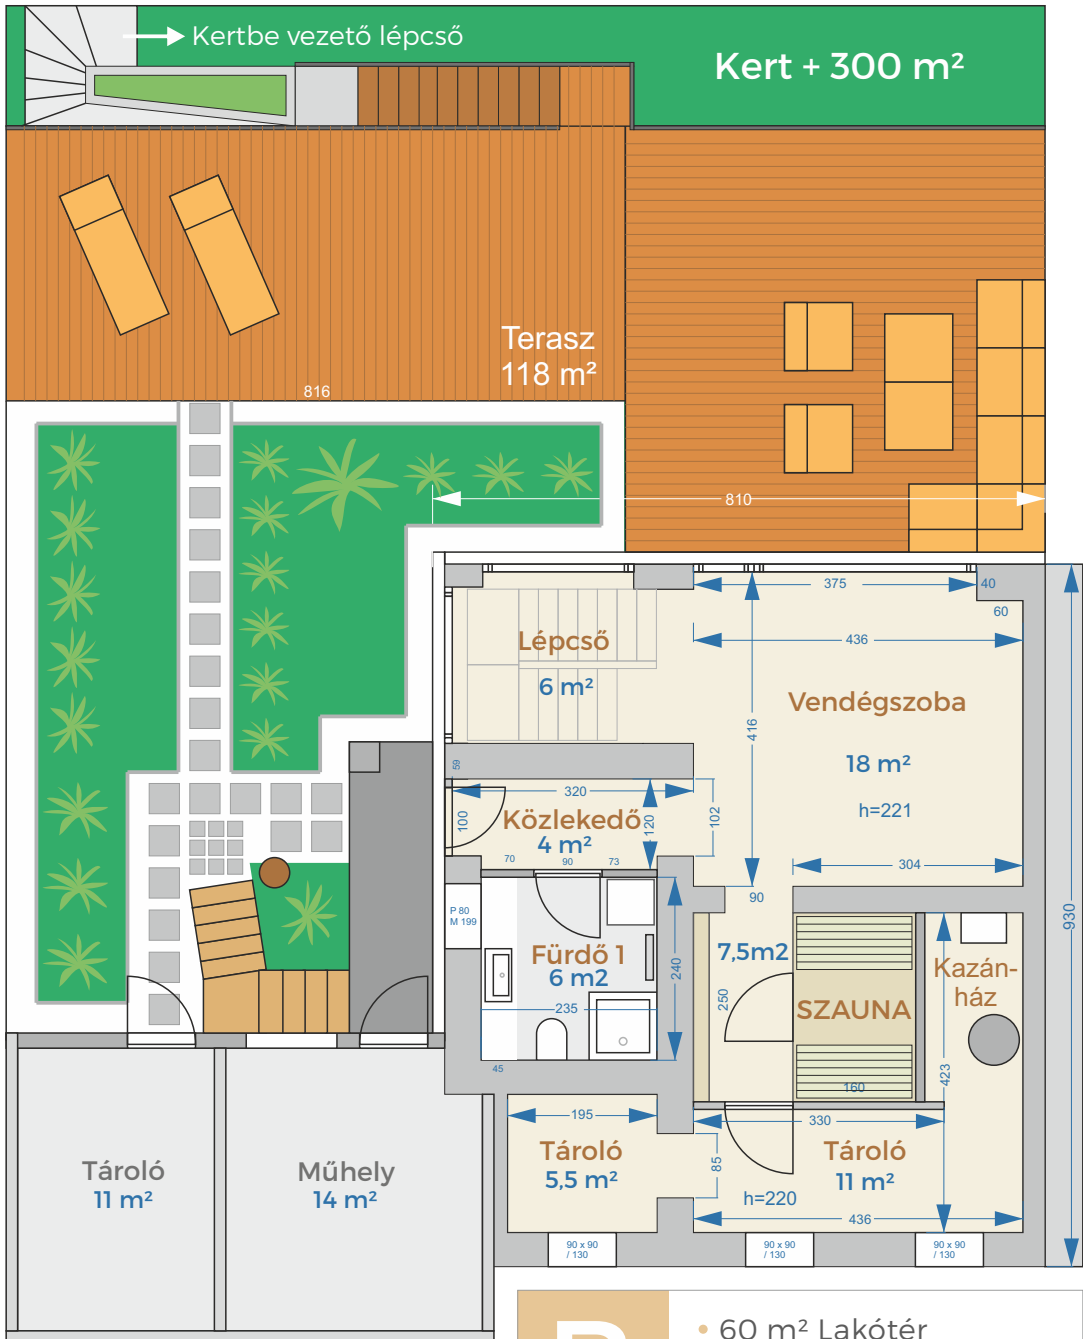 Kertbe vezető lépcső
Kert + 300 m²
Terasz
118 m²
816
810
375
40
60
436
Lépcső
6 m²
Vendégszoba
416
18 m²
h=221
59
320
100
Közlekedő
4 m²
120
102
70
90
73
304
90
930
P 80
M 199
Fürdő 1
6 m2
240
235
45
7,5m2
250
SZAUNA
160
Kazán-
ház
423
195
330
Tároló
5,5 m²
85
Tároló
11 m²
h=220
436
Tároló
11 m²
Műhely
14 m²
90 x 90
/ 130
90 x 90
/ 130
90 x 90
/ 130
• 60 m² Lakótér